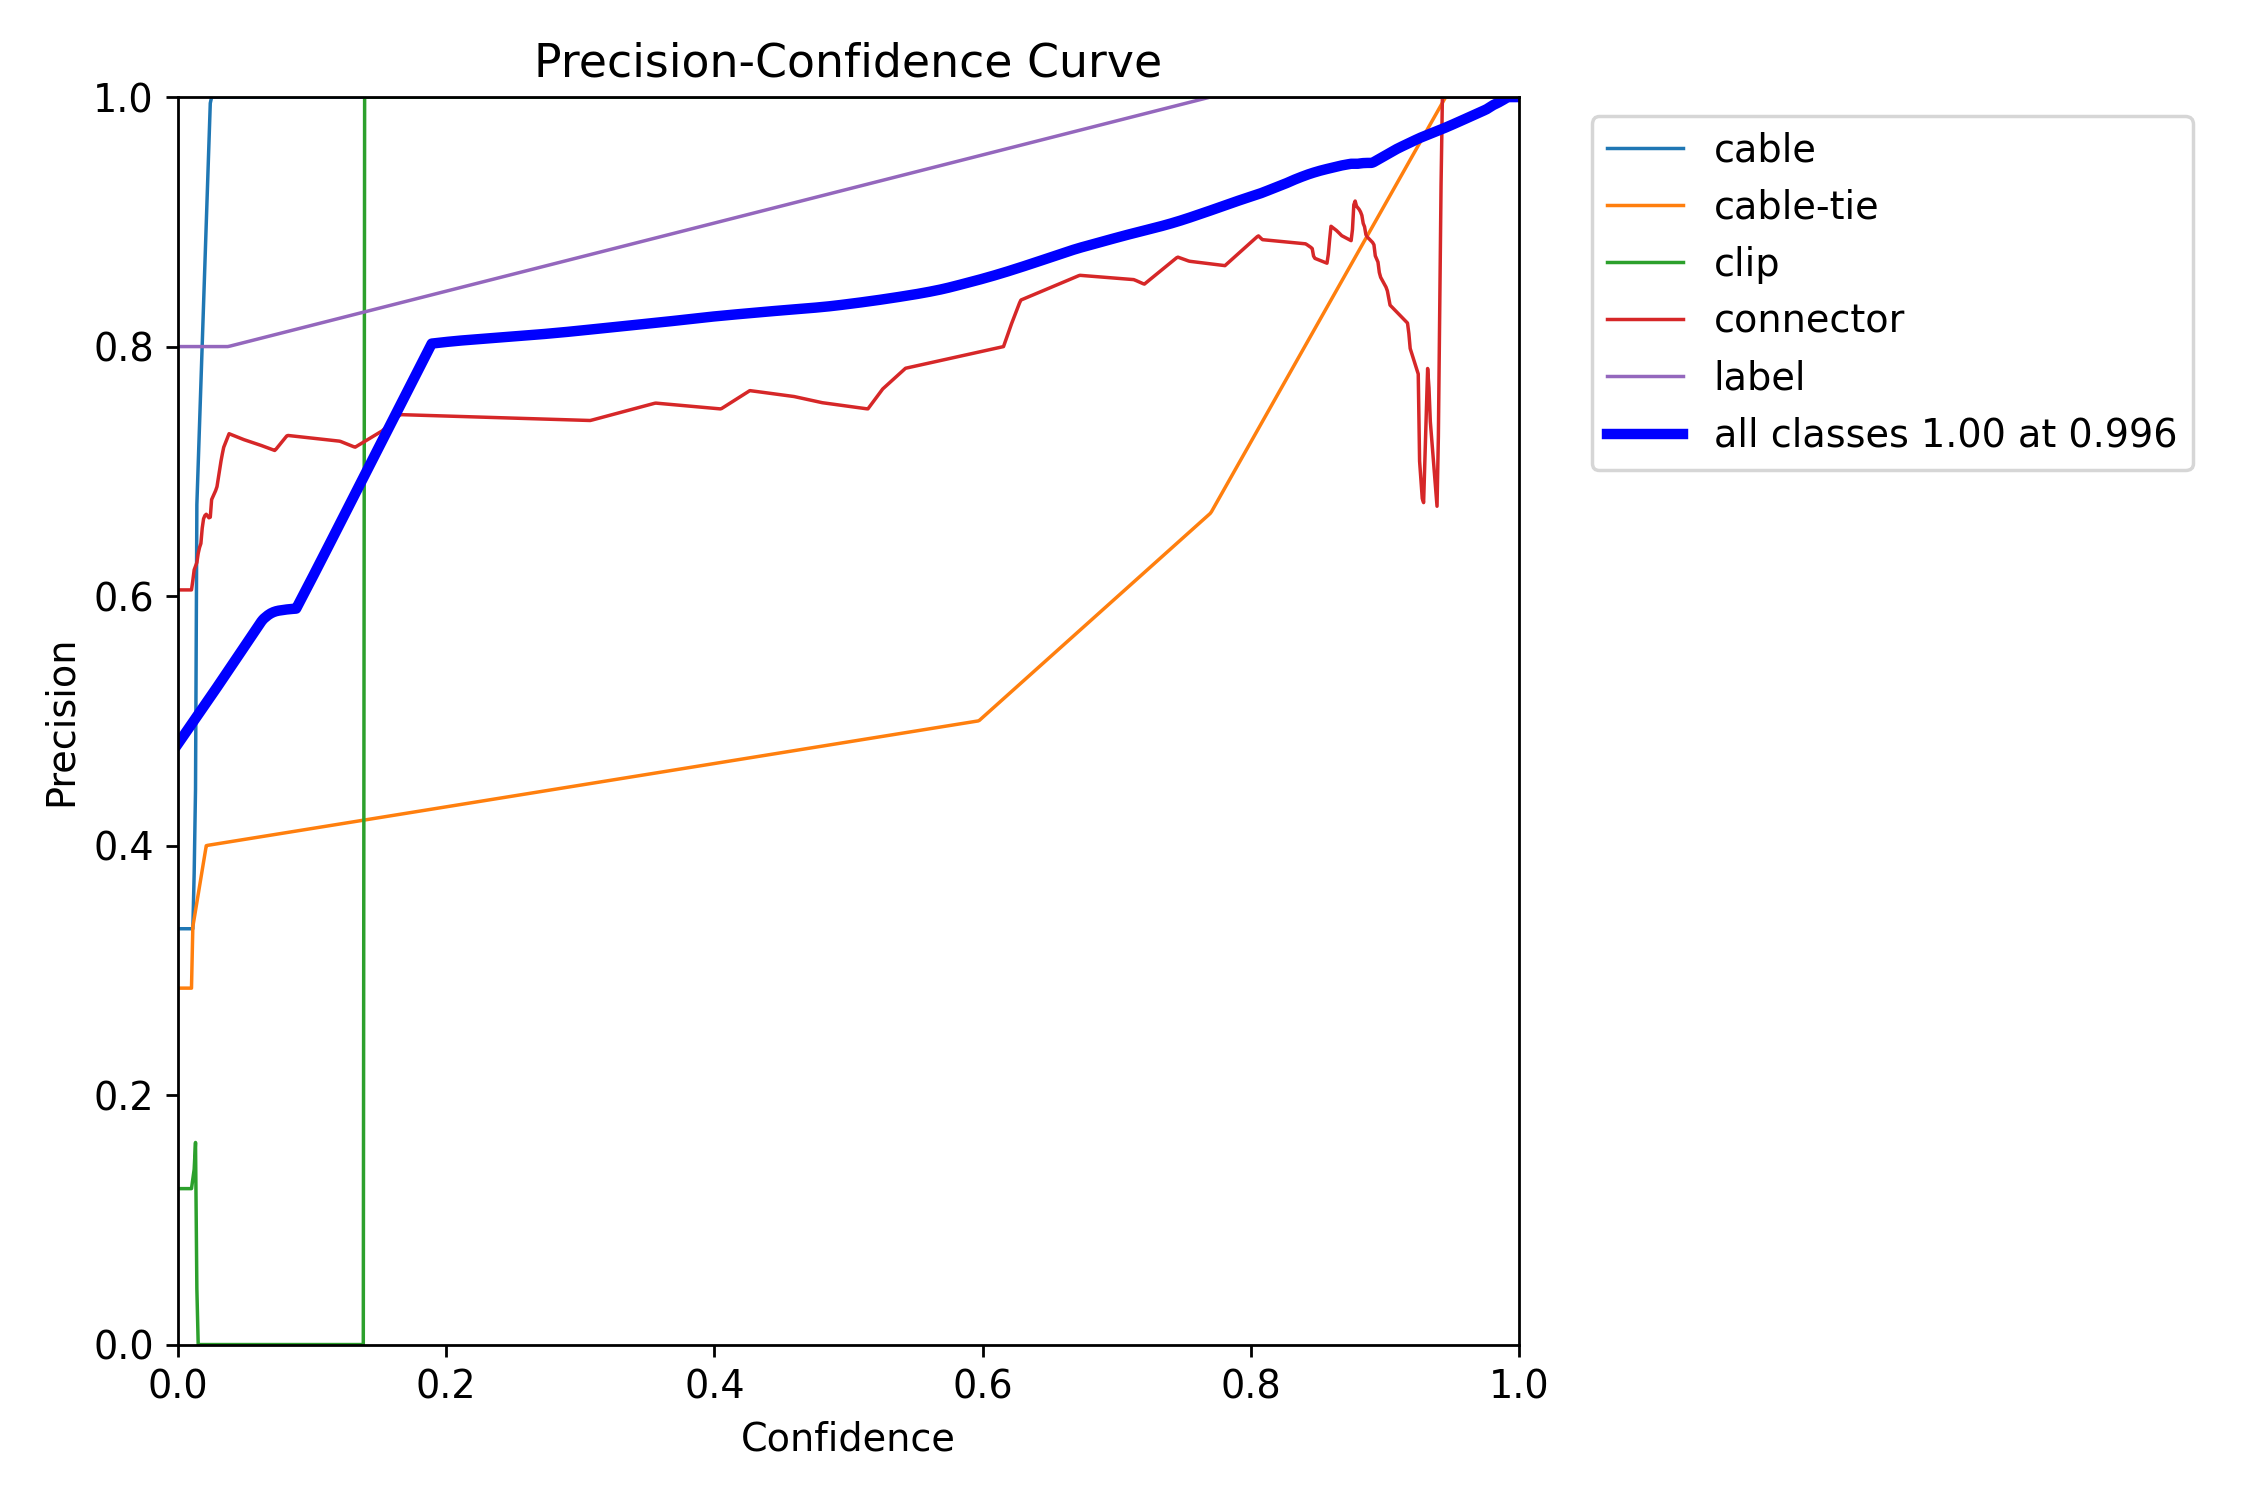 Precision-Confidence Curve
1.0
0.8
0.6
0.4
0.2
0.0
Precision
0.0 0.2 0.4 0.6 0.8 1.0
Confidence
cable
cable-tie
clip
connector
label
all classes 1.00 at 0.996